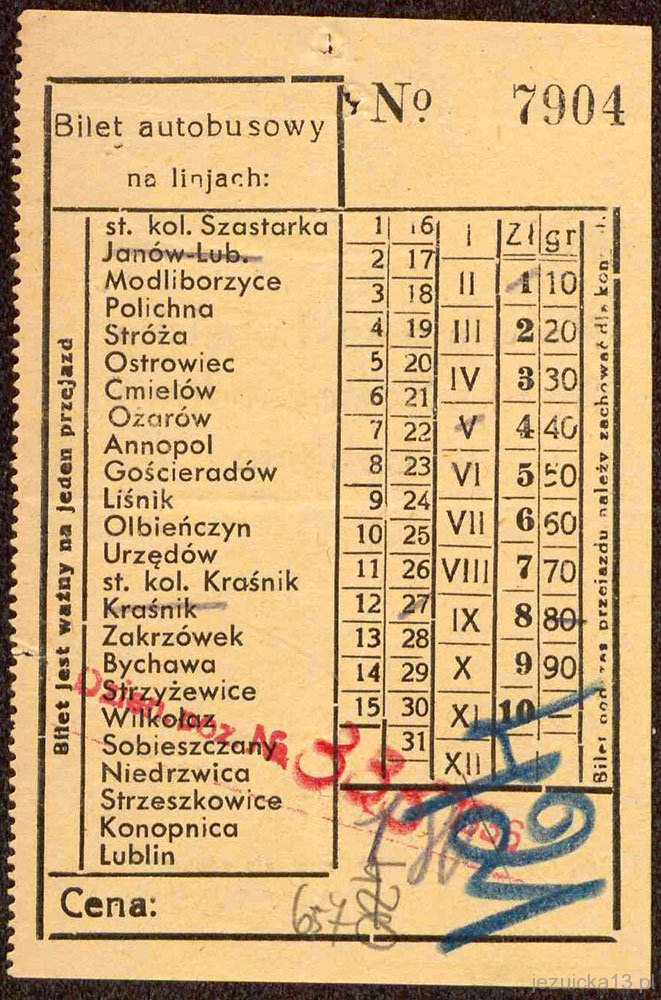 Nº 7904
Bilet autobusowy
na linjach:
st. kol. Szastarka
Janów-Lub.
Modliborzyce
Polichna
Stróża
Ostrowiec
Ćmielów
Ożarów
Annopol
Gościeradów
Liśnik
Olbieńczyn
Urzędów
st. kol. Kraśnik
Kraśnik
Zakrzówek
Bychawa
Strzyżewice
Wilkołaz
Sobieszczany
Niedrzwica
Strzeszkowice
Konopnica
Lublin
Bilet jest ważny na jeden przejazd
1 16
2 17
3 18
4 19
5 20
6 21
7 22
8 23
9 24
10 25
11 26
12 27
13 28
14 29
15 30
31
I
II
III
IV
V
VI
VII
VIII
IX
X
XI
XII
Zł gr
1 10
2 20
3 30
4 40
5 50
6 60
7 70
8 80
9 90
10 —
Bilet podczas przejazdu należy zachować dla
Cena:
657
jezuicka13.pl